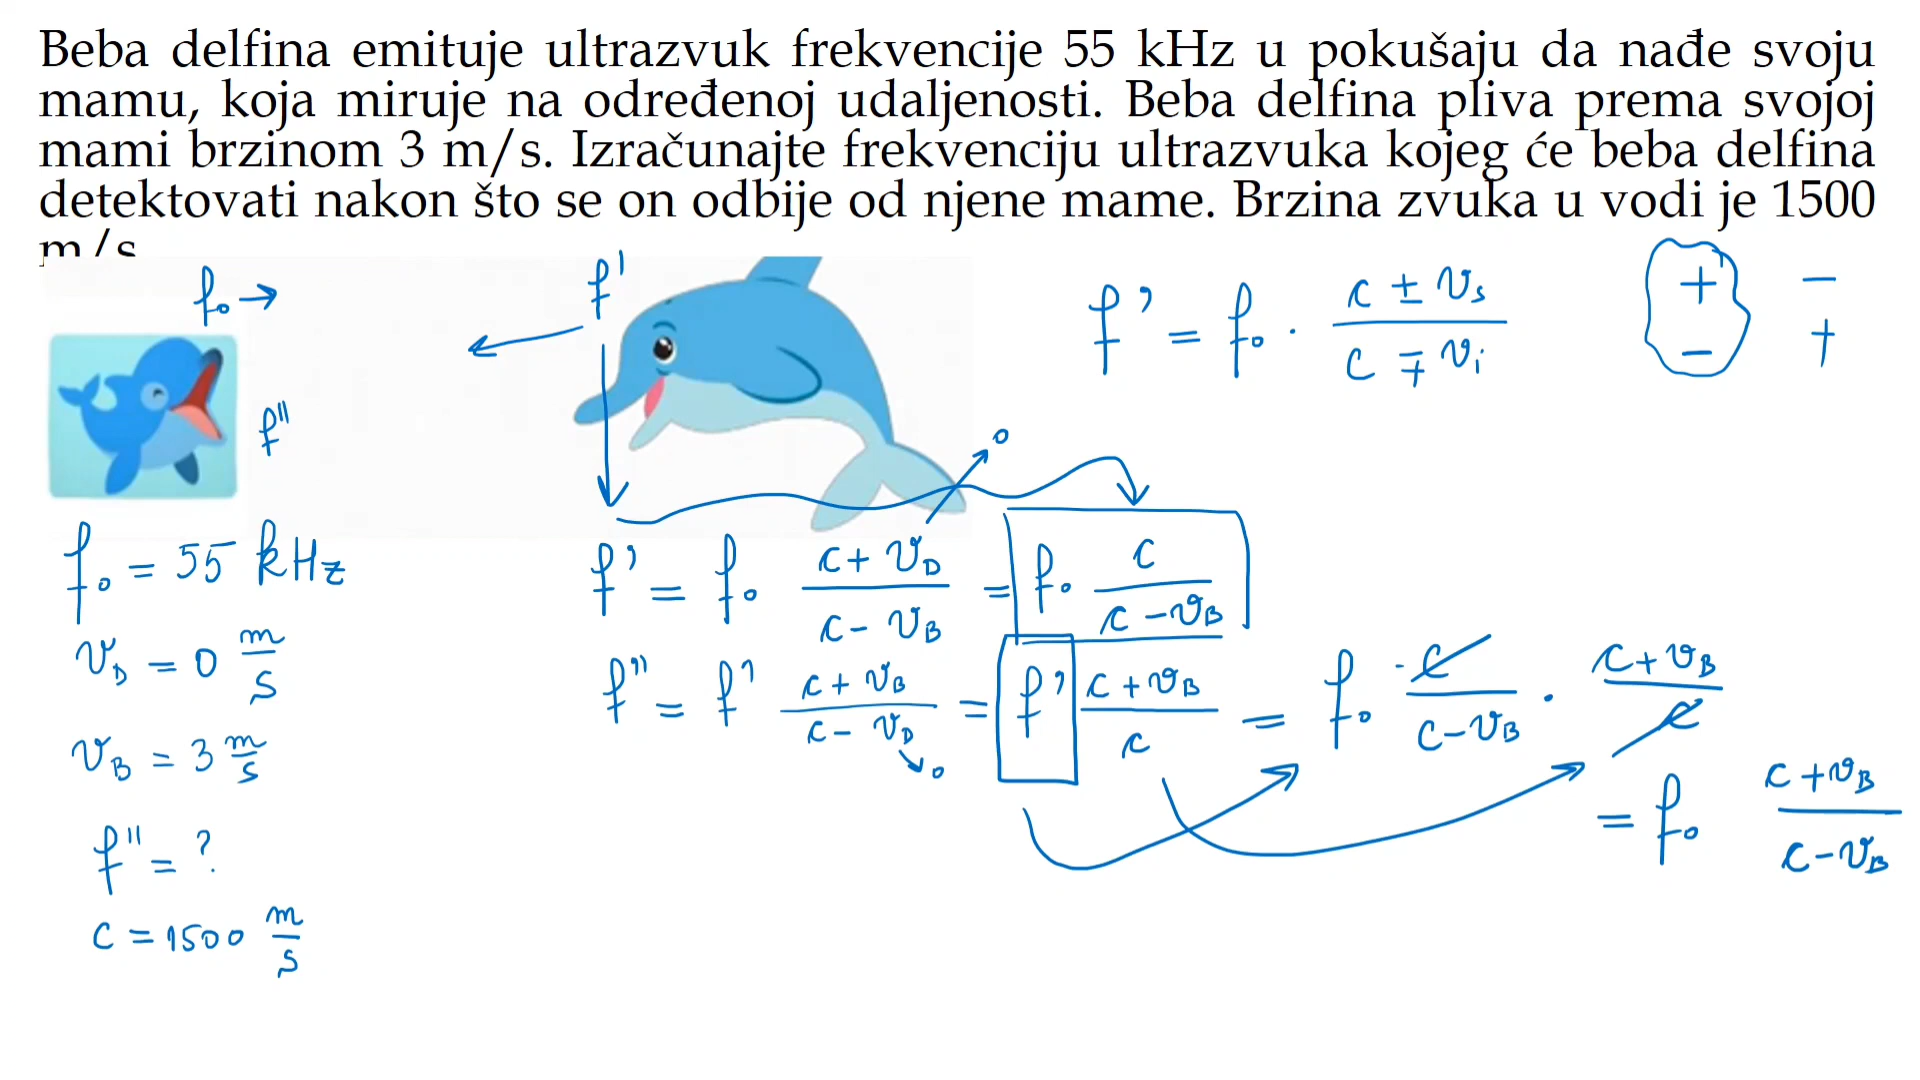 Beba delfina emituje ultrazvuk frekvencije 55 kHz u pokušaju da nađe svoju
mamu, koja miruje na određenoj udaljenosti. Beba delfina pliva prema svojoj
mami brzinom 3 m/s. Izračunajte frekvenciju ultrazvuka kojeg će beba delfina
detektovati nakon što se on odbije od njene mame. Brzina zvuka u vodi je 1500
m/s
f₀ →
f'
f' = f₀ · (c ± v_s)/(c ∓ v_i)
+ −
− +
f''
0
f₀ = 55 kHz
f' = f₀ (c + v_D)/(c − v_B) = f₀ c/(c − v_B)
v_D = 0 m/s
f'' = f' (c + v_B)/(c − v_D) = f' (c + v_B)/c = f₀ · c/(c − v_B) · (c + v_B)/c
0
v_B = 3 m/s
= f₀ (c + v_B)/(c − v_B)
f'' = ?
c = 1500 m/s